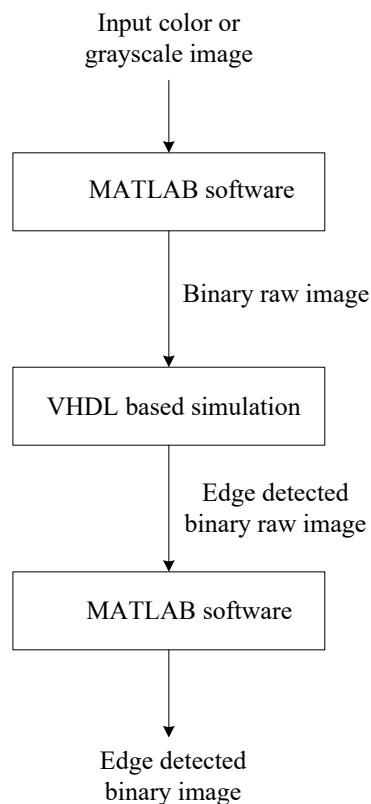 Input color or
grayscale image
MATLAB software
Binary raw image
VHDL based simulation
Edge detected
binary raw image
MATLAB software
Edge detected
binary image